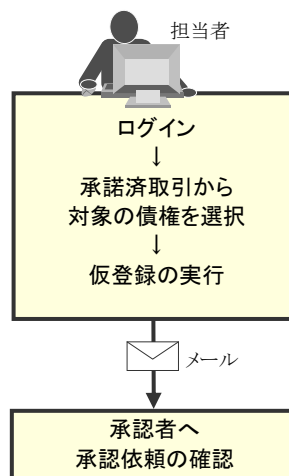 担当者
ログイン
↓
承諾済取引から
対象の債権を選択
↓
仮登録の実行
メール
承認者へ
承認依頼の確認